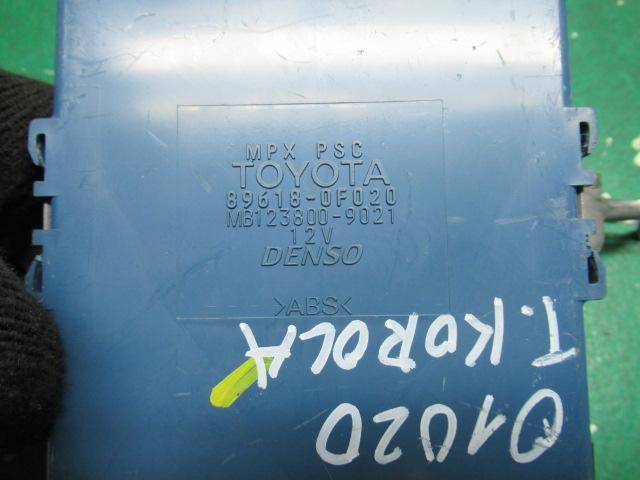 MPX PSC
TOYOTA
89618-0F020
MB123800-9021
12V
DENSO
>ABS<
T.KOROLA
01020